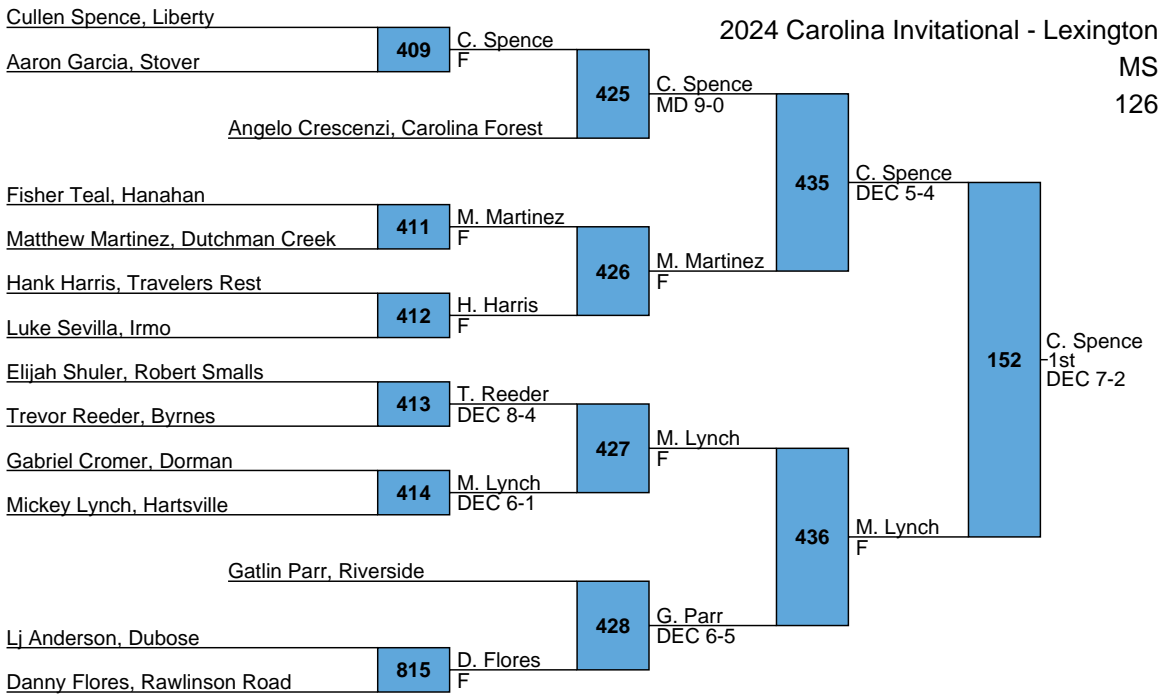 2024 Carolina Invitational - Lexington
MS
126
Cullen Spence, Liberty
409
Aaron Garcia, Stover
C. Spence
F
425
Angelo Crescenzi, Carolina Forest
C. Spence
MD 9-0
435
Fisher Teal, Hanahan
411
Matthew Martinez, Dutchman Creek
M. Martinez
F
426
Hank Harris, Travelers Rest
412
Luke Sevilla, Irmo
H. Harris
F
M. Martinez
F
C. Spence
DEC 5-4
152
C. Spence
1st
DEC 7-2
Elijah Shuler, Robert Smalls
413
Trevor Reeder, Byrnes
T. Reeder
DEC 8-4
427
Gabriel Cromer, Dorman
414
Mickey Lynch, Hartsville
M. Lynch
DEC 6-1
M. Lynch
F
436
M. Lynch
F
Gatlin Parr, Riverside
428
Lj Anderson, Dubose
815
Danny Flores, Rawlinson Road
D. Flores
F
G. Parr
DEC 6-5